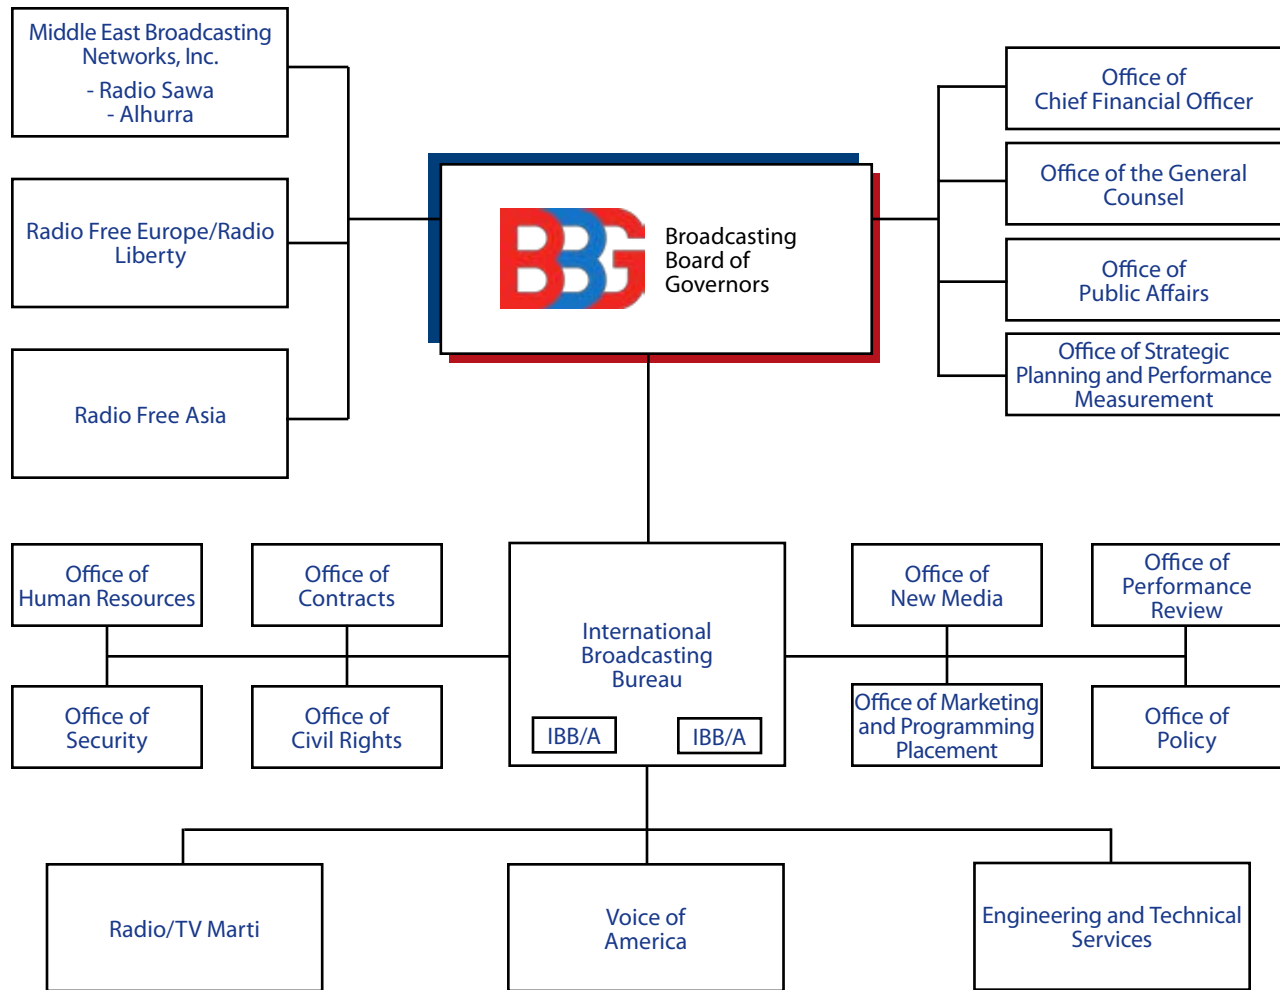 Middle East Broadcasting
Networks, Inc.
- Radio Sawa
- Alhurra
Radio Free Europe/Radio
Liberty
Radio Free Asia
BBG
Broadcasting
Board of
Governors
Office of
Chief Financial Officer
Office of the General
Counsel
Office of
Public Affairs
Office of Strategic
Planning and Performance
Measurement
Office of
Human Resources
Office of
Contracts
Office of
Security
Office of
Civil Rights
International
Broadcasting
Bureau
IBB/A
IBB/A
Office of
New Media
Office of
Performance
Review
Office of Marketing
and Programming
Placement
Office of
Policy
Radio/TV Marti
Voice of
America
Engineering and Technical
Services